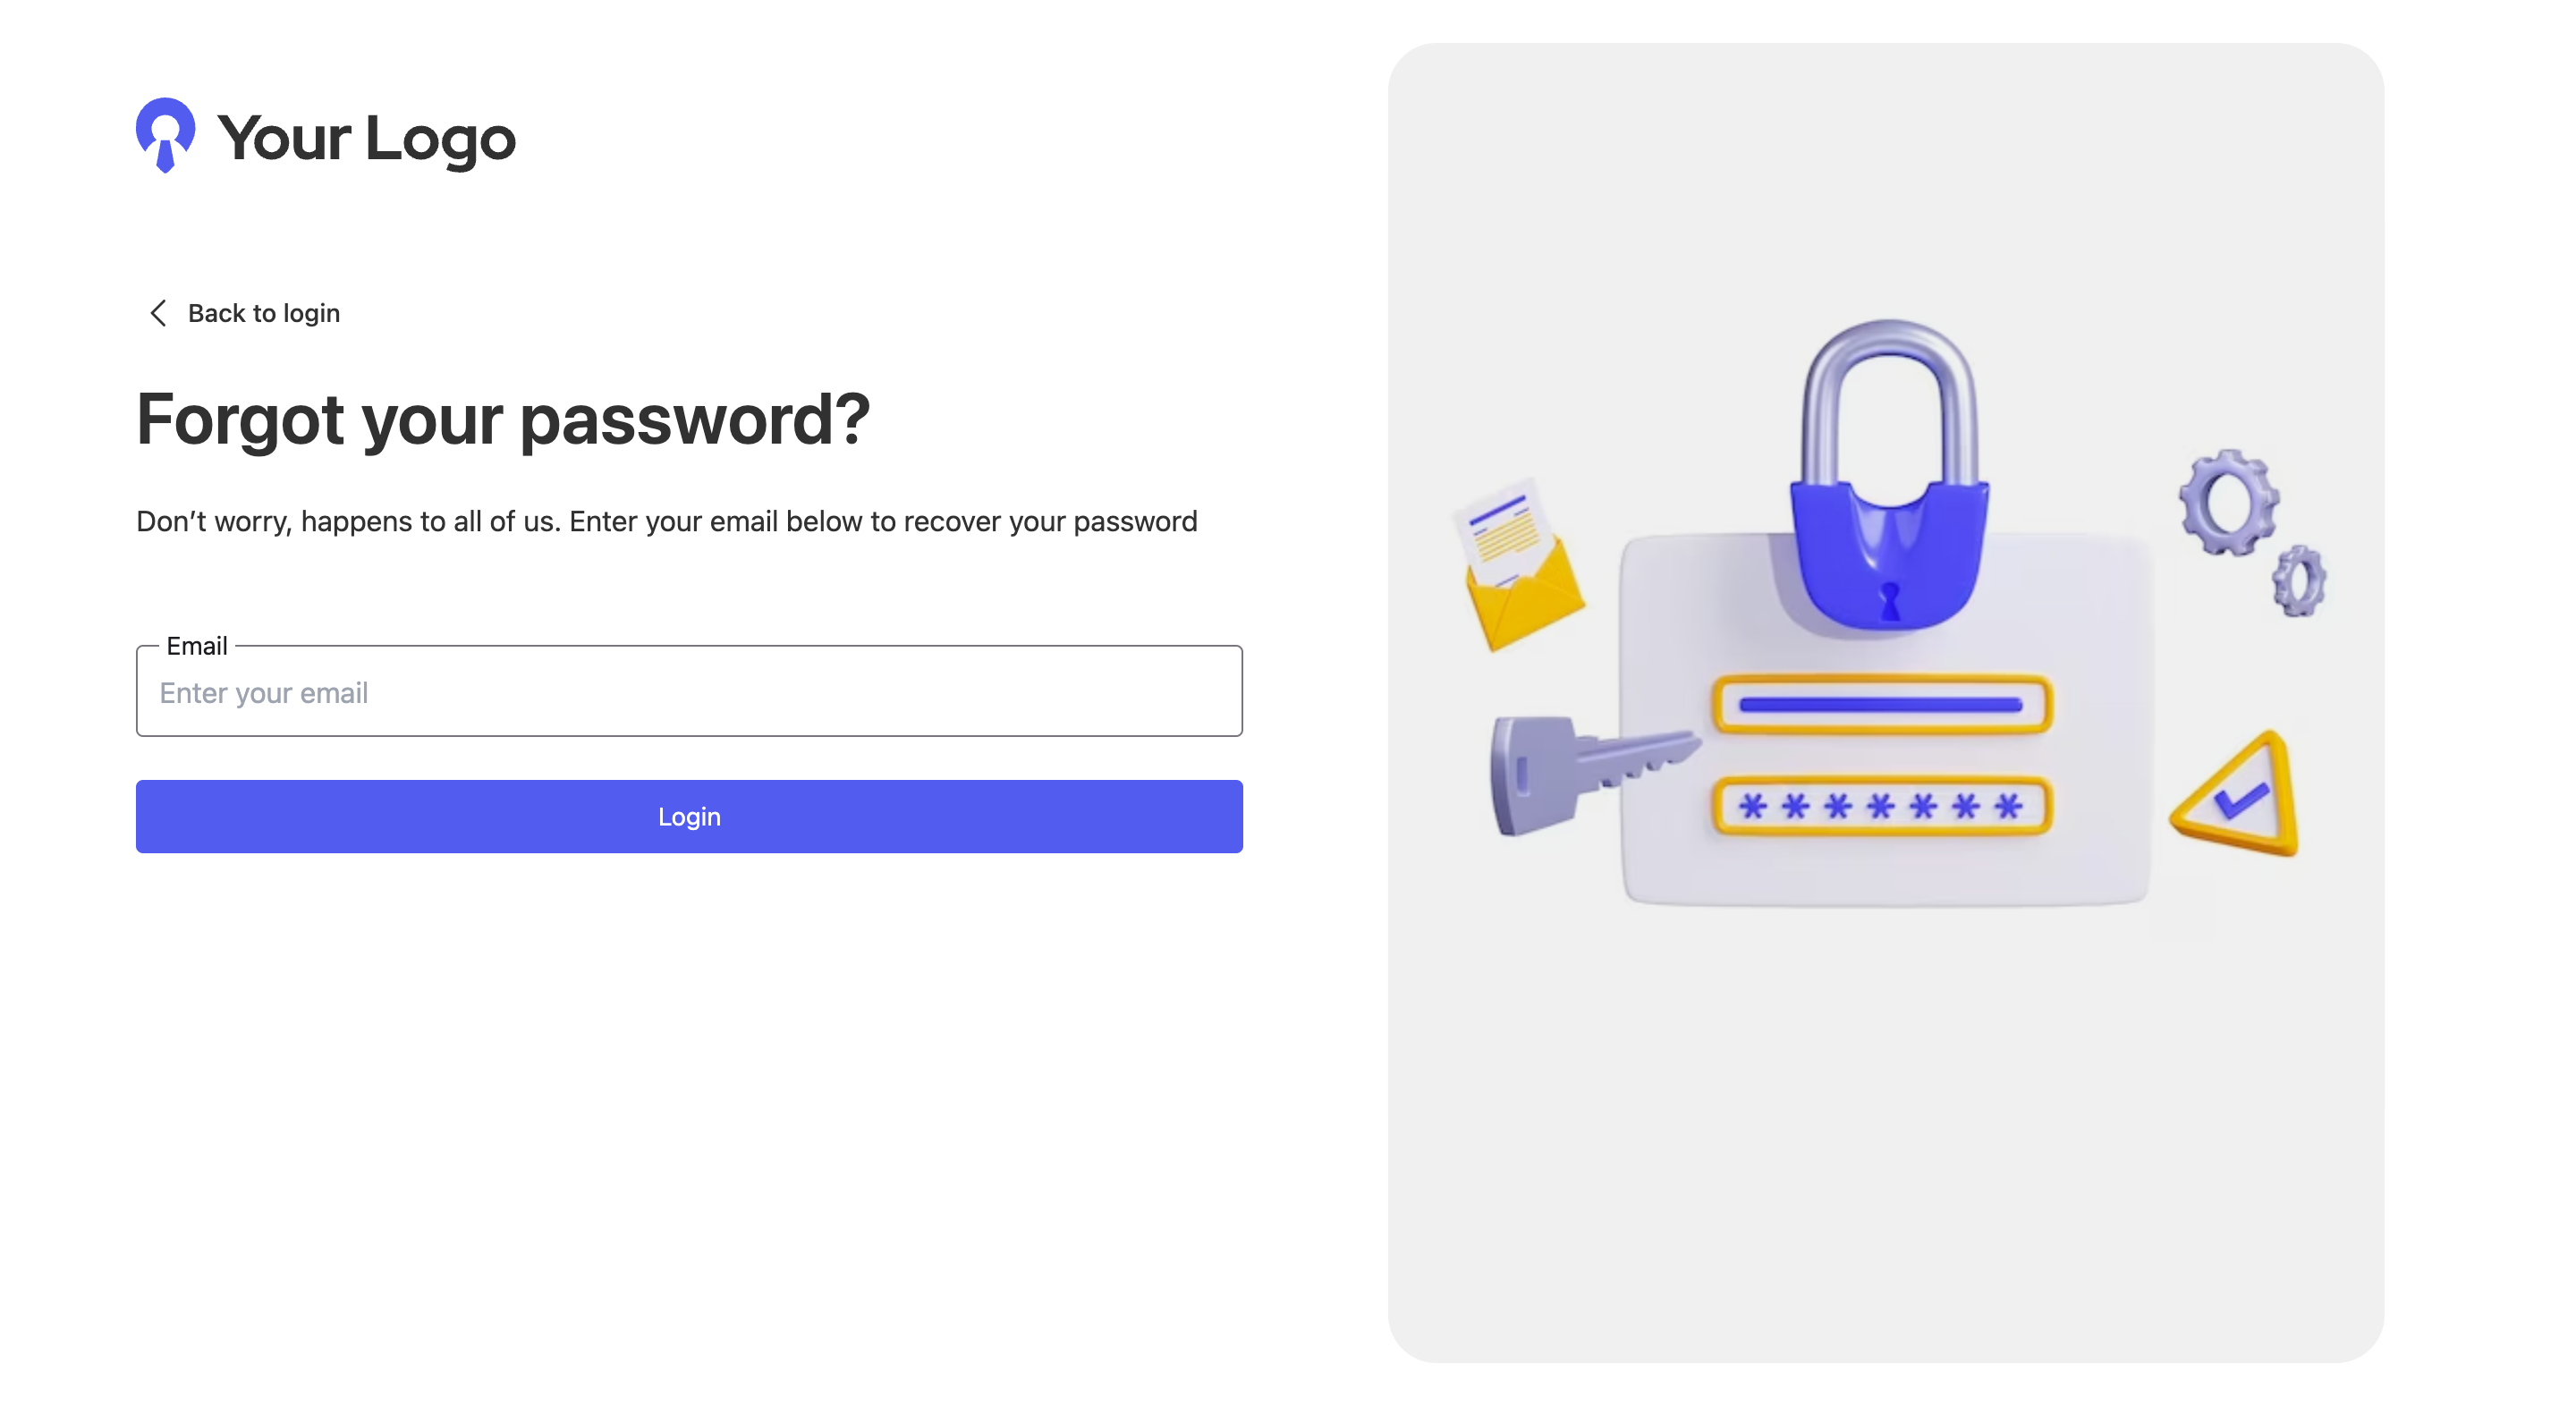 Your Logo
Back to login
Forgot your password?
Don’t worry, happens to all of us. Enter your email below to recover your password
Email
Enter your email
Login
*******